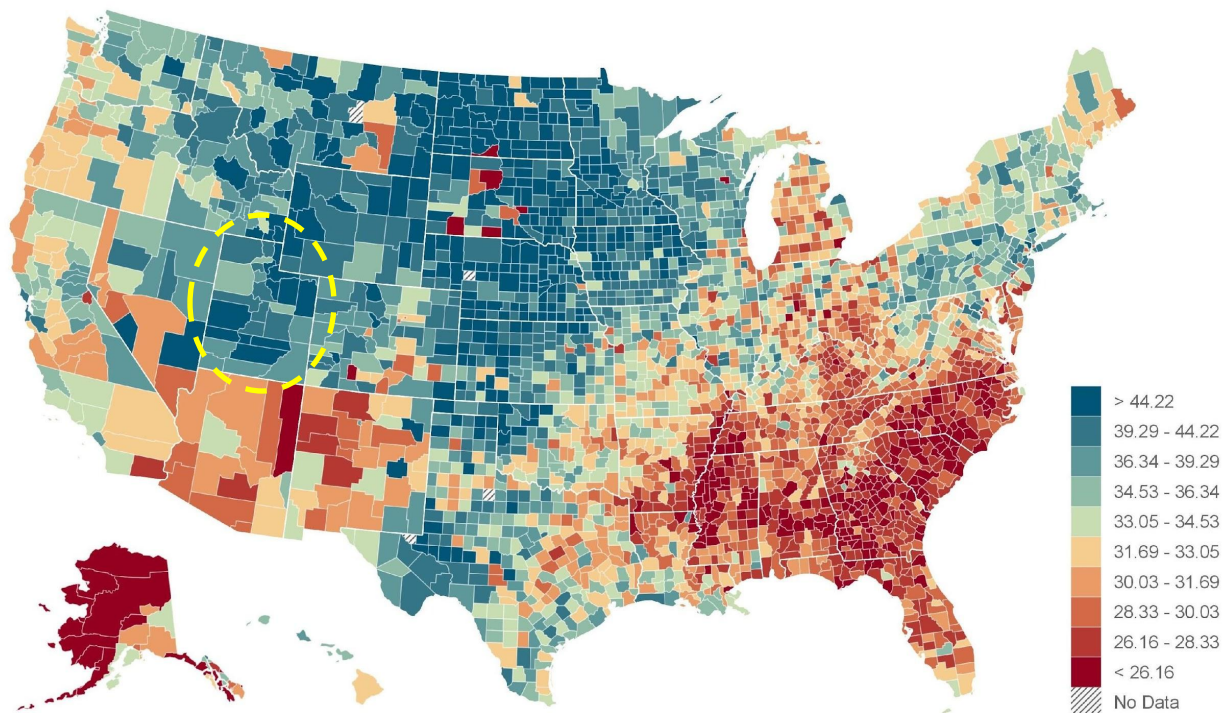 > 44.22
39.29 - 44.22
36.34 - 39.29
34.53 - 36.34
33.05 - 34.53
31.69 - 33.05
30.03 - 31.69
28.33 - 30.03
26.16 - 28.33
< 26.16
No Data